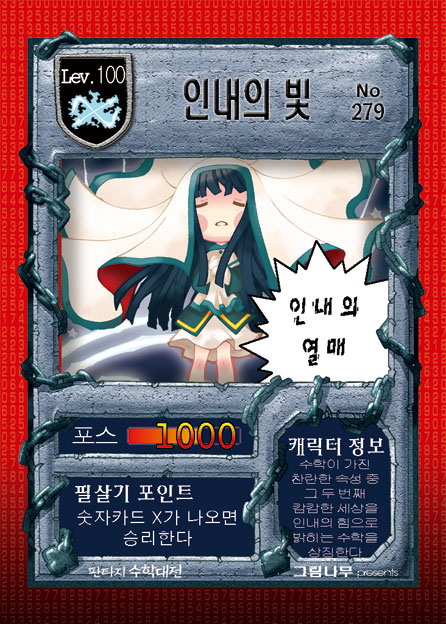 Lev.100
인내의 빛
No
279
인내의
열매
포스 1000
필살기 포인트
숫자카드 X가 나오면
승리한다
캐릭터 정보
수학이 가진
찬란한 속성 중
그 두 번째
캄캄한 세상을
인내의 힘으로
밝히는 수학을
상징한다
판타지 수학대전
그림나무 presents